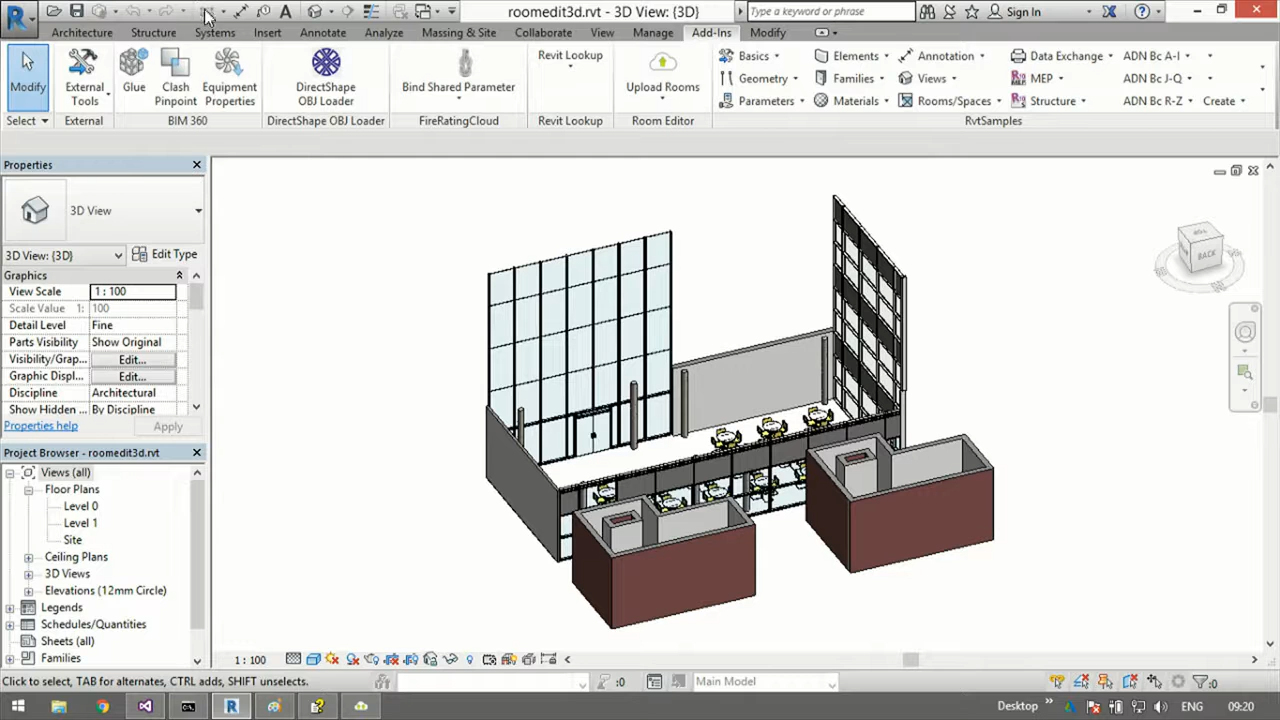 roomedit3d.rvt - 3D View: {3D}
Type a keyword or phrase
Sign In
Architecture Structure Systems Insert Annotate Analyze Massing & Site Collaborate View Manage Add-Ins Modify
Modify
External Tools
Glue
Clash Pinpoint
Equipment Properties
DirectShape OBJ Loader
Bind Shared Parameter
Revit Lookup
Upload Rooms
Basics
Elements
Annotation
Data Exchange
ADN Bc A-I
Geometry
Families
Views
MEP
ADN Bc J-Q
Parameters
Materials
Rooms/Spaces
Structure
ADN Bc R-Z
Create
Select
External
BIM 360
DirectShape OBJ Loader
FireRatingCloud
Revit Lookup
Room Editor
RvtSamples
Properties
3D View
3D View: {3D}
Edit Type
Graphics
View Scale 1 : 100
Scale Value 1: 100
Detail Level Fine
Parts Visibility Show Original
Visibility/Grap... Edit...
Graphic Displ... Edit...
Discipline Architectural
Show Hidden ... By Discipline
Properties help
Apply
Project Browser - roomedit3d.rvt
Views (all)
Floor Plans
Level 0
Level 1
Site
Ceiling Plans
3D Views
Elevations (12mm Circle)
Legends
Schedules/Quantities
Sheets (all)
Families
BACK
1 : 100
Click to select, TAB for alternates, CTRL adds, SHIFT unselects.
:0
Main Model
:0
Desktop
ENG
09:20